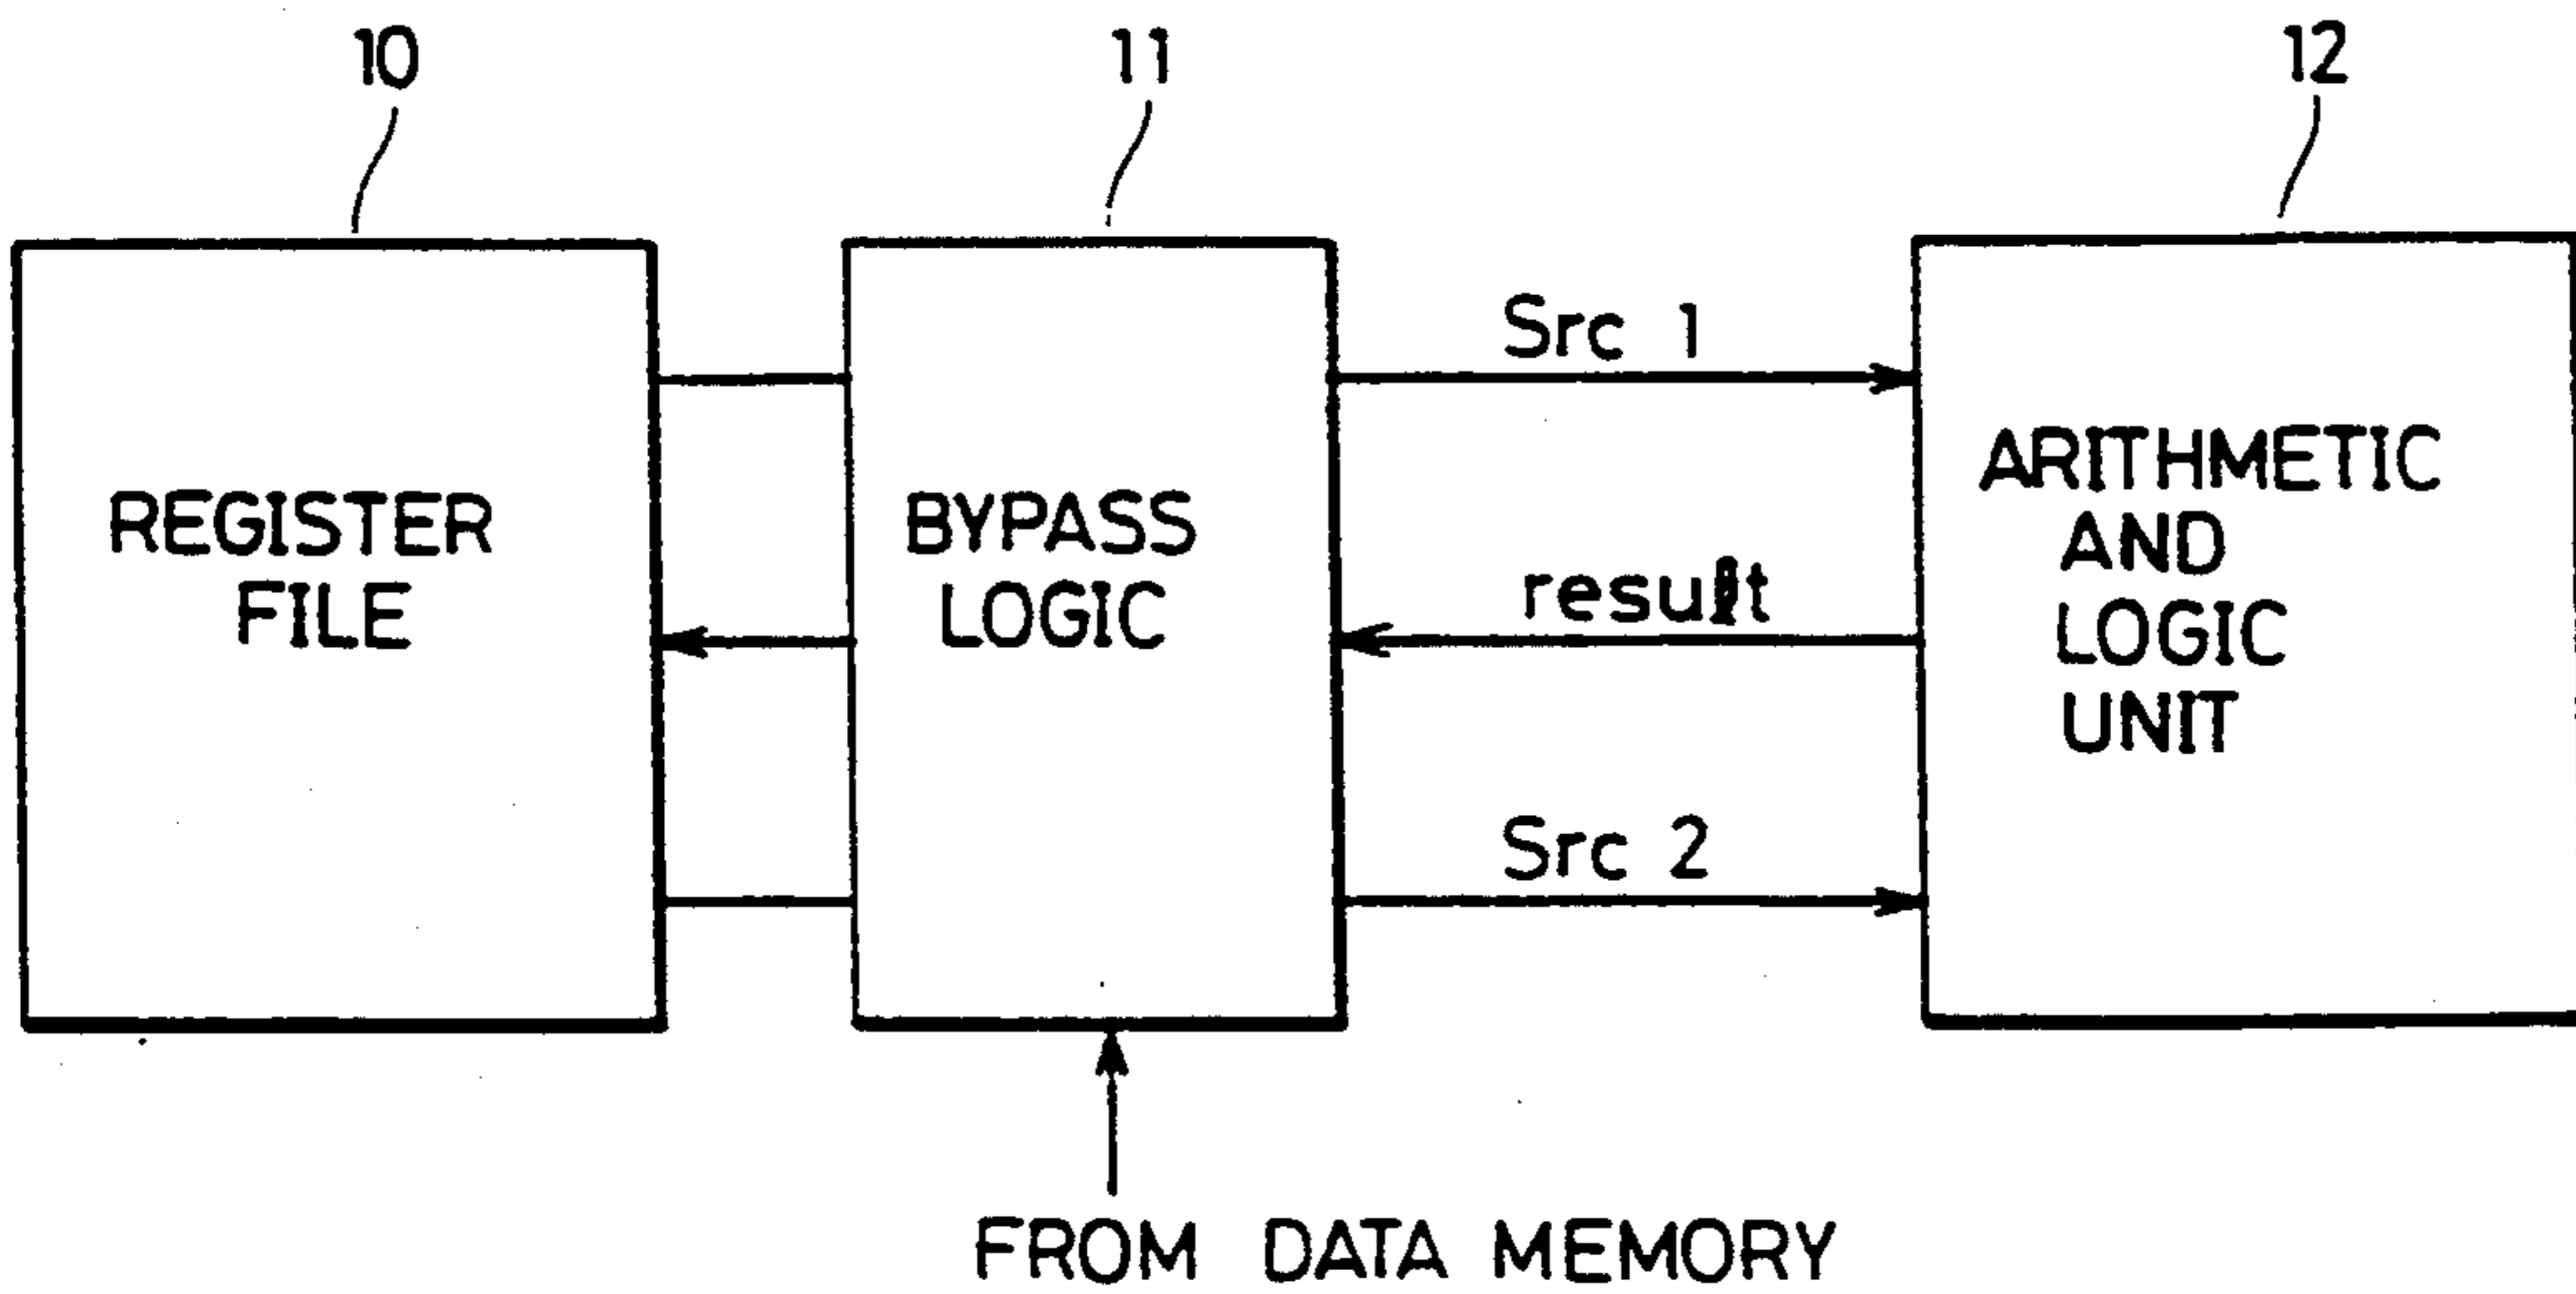 10
11
12
REGISTER
FILE
BYPASS
LOGIC
Src 1
result
Src 2
ARITHMETIC
AND
LOGIC
UNIT
FROM DATA MEMORY